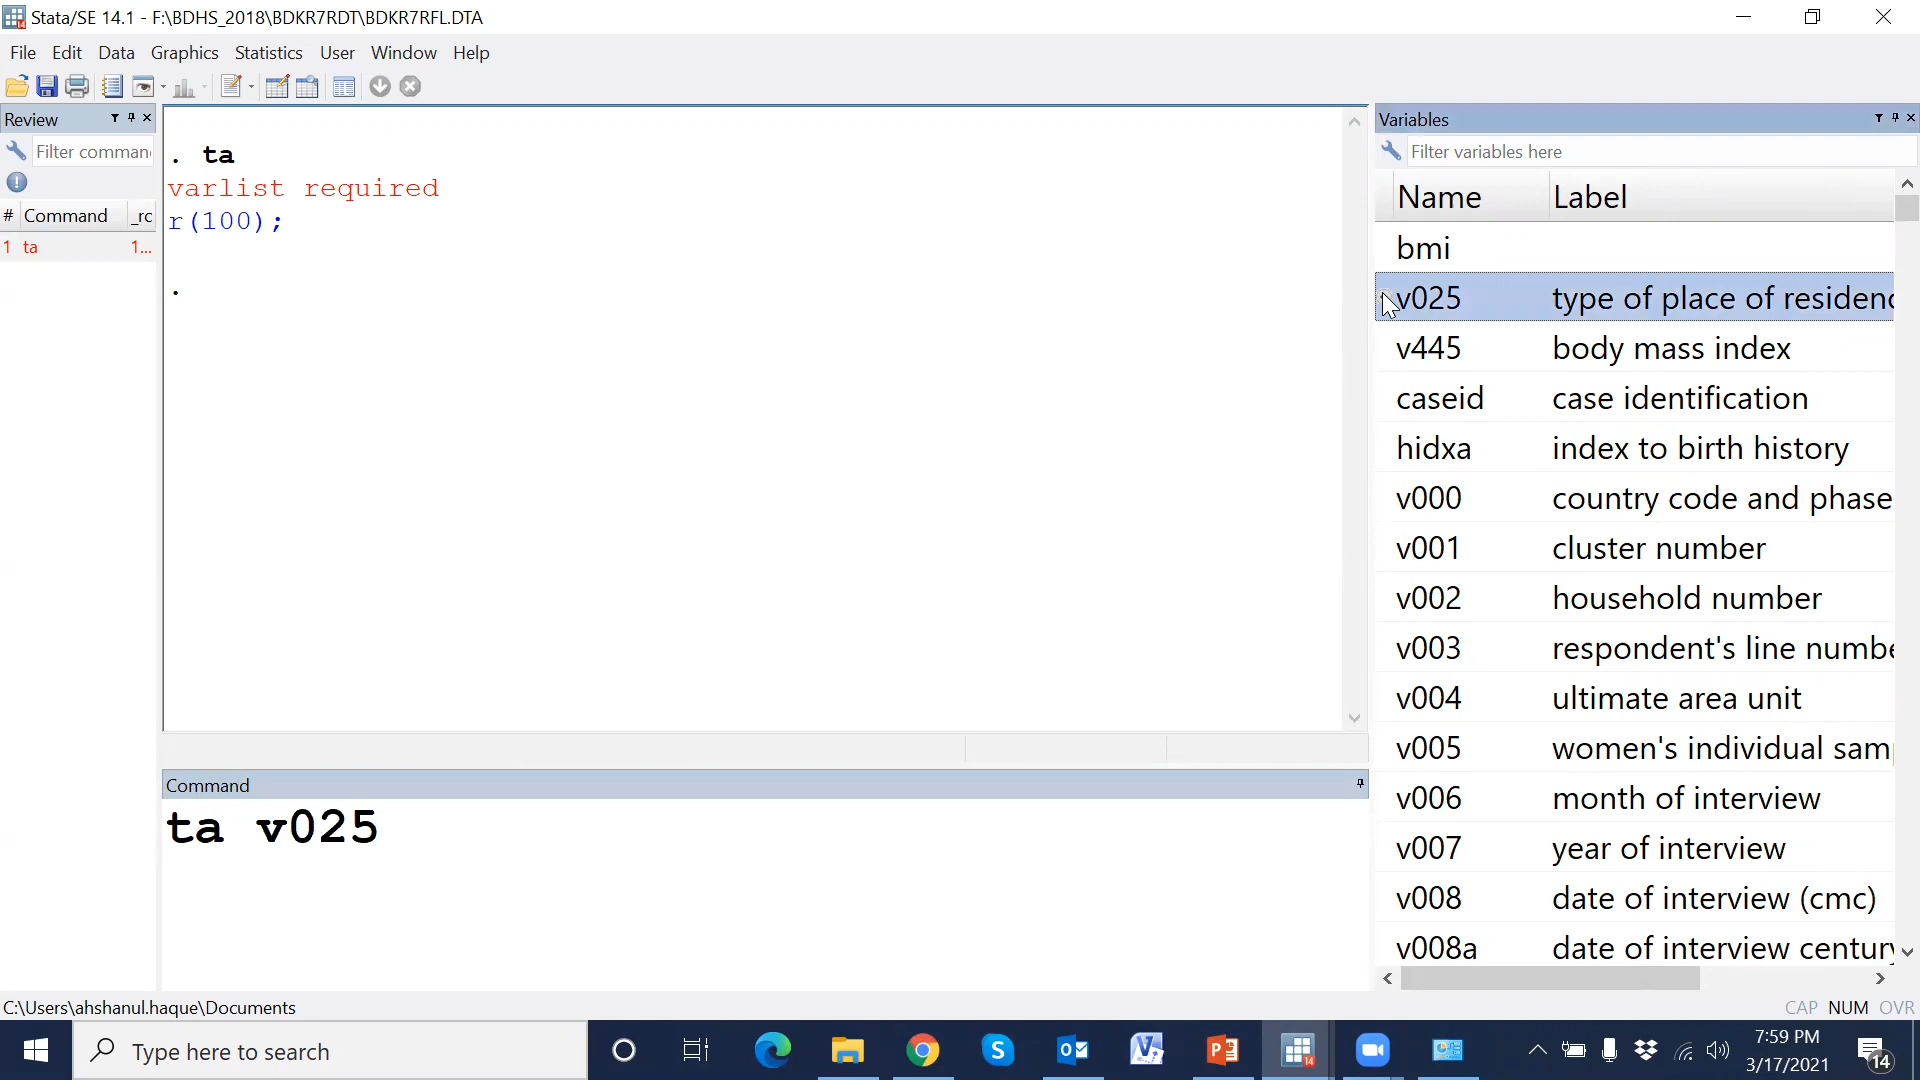 Stata/SE 14.1 - F:\BDHS_2018\BDKR7RDT\BDKR7RFL.DTA
File Edit Data Graphics Statistics User Window Help
Review
Filter comman
# Command _rc
1 ta 1...
. ta
varlist required
r(100);
.
Command
ta v025
Variables
Filter variables here
Name Label
bmi
v025 type of place of residenc
v445 body mass index
caseid case identification
hidxa index to birth history
v000 country code and phase
v001 cluster number
v002 household number
v003 respondent's line numbe
v004 ultimate area unit
v005 women's individual sam
v006 month of interview
v007 year of interview
v008 date of interview (cmc)
v008a date of interview century
C:\Users\ahshanul.haque\Documents
CAP NUM OVR
Type here to search
7:59 PM
3/17/2021
14